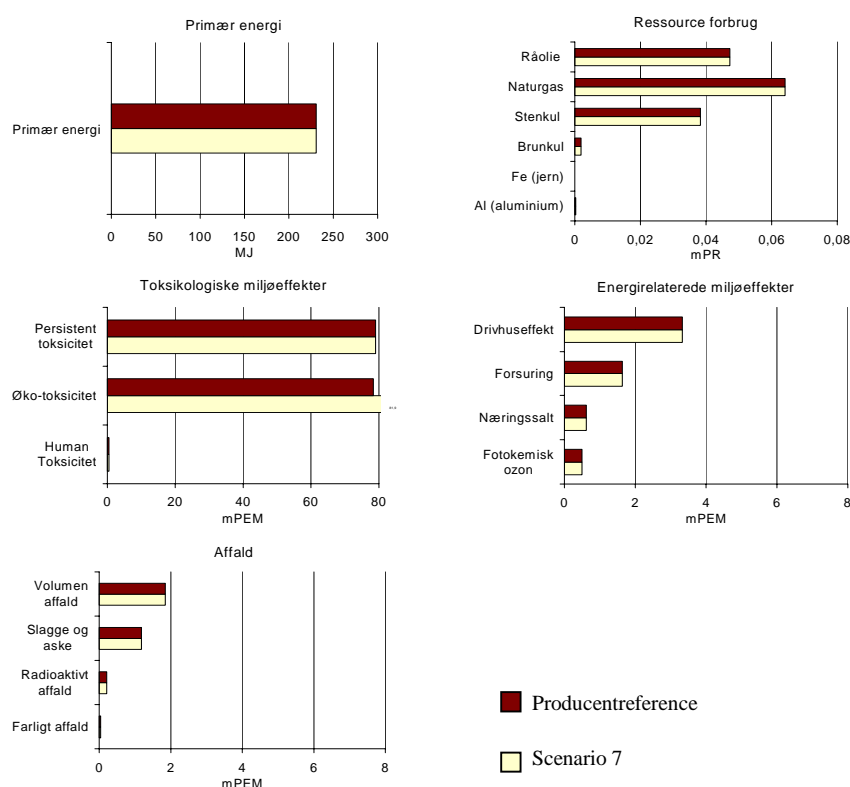 Primær energi
Primær energi
0 50 100 150 200 250 300
MJ
Ressource forbrug
Råolie
Naturgas
Stenkul
Brunkul
Fe (jern)
Al (aluminium)
0 0,02 0,04 0,06 0,08
mPR
Toksikologiske miljøeffekter
Persistent
toksicitet
Øko-toksicitet
Human
Toksicitet
0 20 40 60 80
mPEM
Energirelaterede miljøeffekter
Drivhuseffekt
Forsuring
Næringssalt
Fotokemisk
ozon
0 2 4 6 8
mPEM
Affald
Volumen
affald
Slagge og
aske
Radioaktivt
affald
Farligt affald
0 2 4 6 8
mPEM
Producentreference
Scenario 7